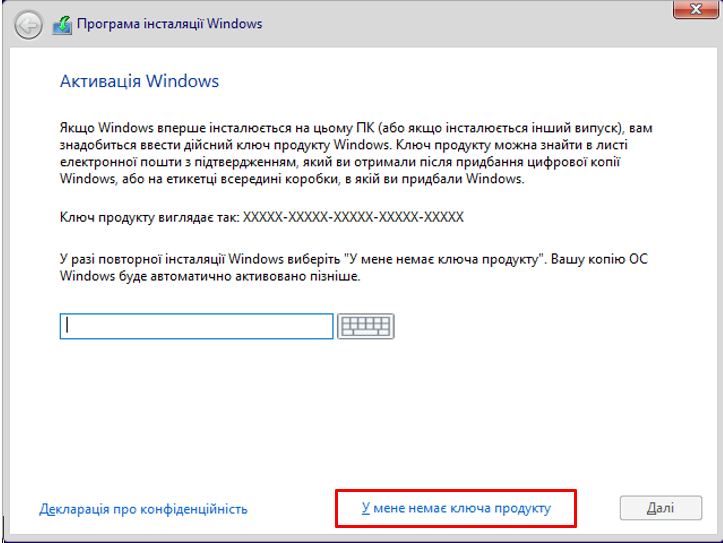 Програма інсталяції Windows
Активація Windows
Якщо Windows вперше інсталюється на цьому ПК (або якщо інсталюється інший випуск), вам
знадобиться ввести дійсний ключ продукту Windows. Ключ продукту можна знайти в листі
електронної пошти з підтвердженням, який ви отримали після придбання цифрової копії
Windows, або на етикетці всередині коробки, в якій ви придбали Windows.
Ключ продукту виглядає так: XXXXX-XXXXX-XXXXX-XXXXX-XXXXX
У разі повторної інсталяції Windows виберіть "У мене немає ключа продукту". Вашу копію ОС
Windows буде автоматично активовано пізніше.
Декларація про конфіденційність
У мене немає ключа продукту
Далі